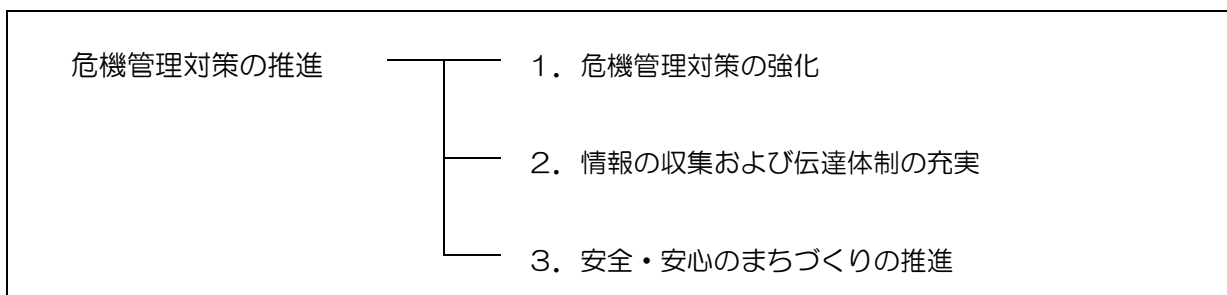 危機管理対策の推進
１．危機管理対策の強化
２．情報の収集および伝達体制の充実
３．安全・安心のまちづくりの推進